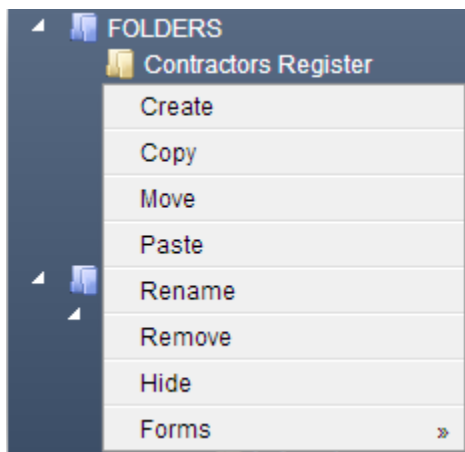 FOLDERS
Contractors Register
Create
Copy
Move
Paste
Rename
Remove
Hide
Forms »